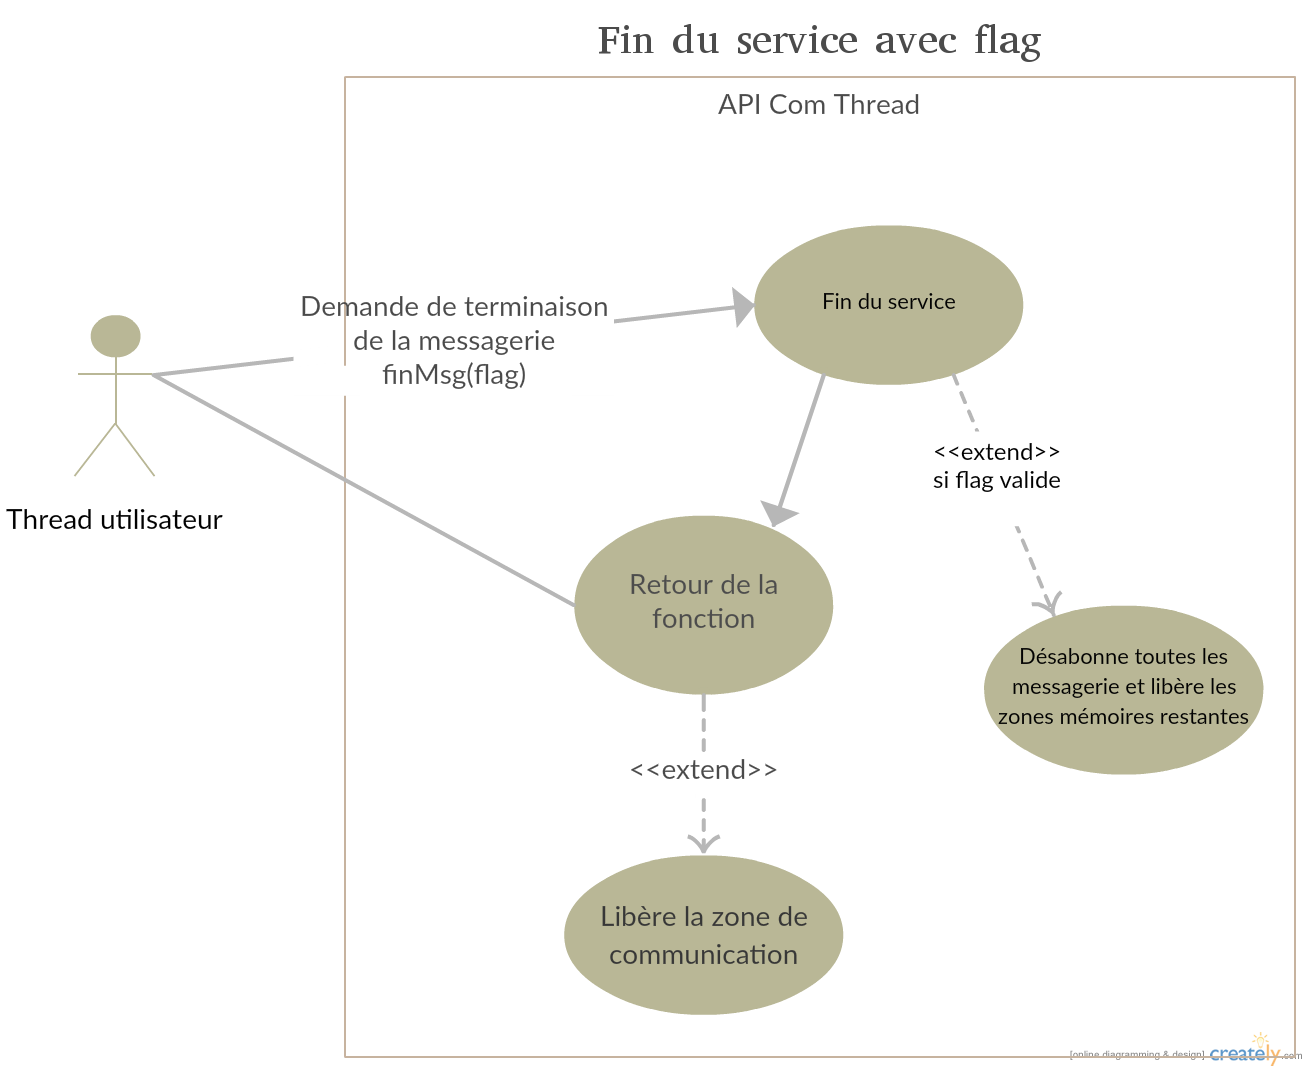 Fin du service avec flag
API Com Thread
Demande de terminaison
de la messagerie
finMsg(flag)
Fin du service
Thread utilisateur
<<extend>>
si flag valide
Retour de la
fonction
Désabonne toutes les
messagerie et libère les
zones mémoires restantes
<<extend>>
Libère la zone de
communication
[online diagramming & design] creately.com